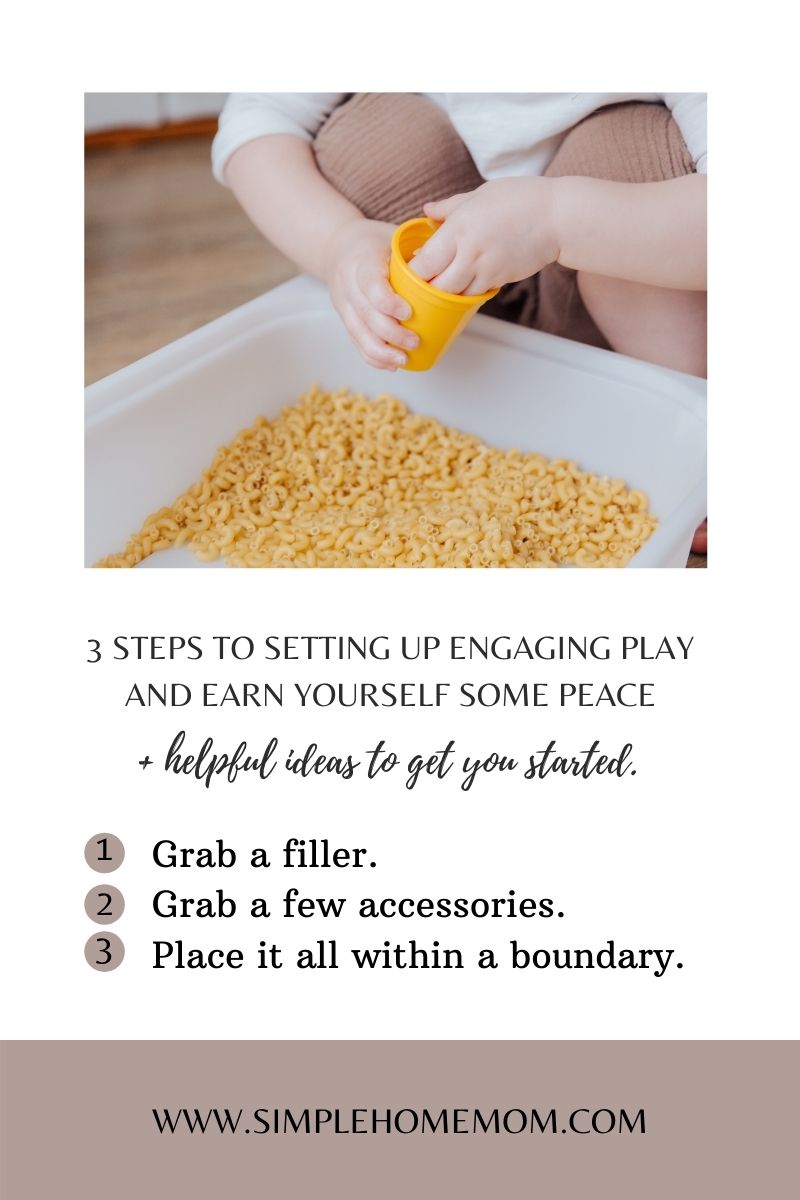 3 STEPS TO SETTING UP ENGAGING PLAY
AND EARN YOURSELF SOME PEACE
+ helpful ideas to get you started.
1 Grab a filler.
2 Grab a few accessories.
3 Place it all within a boundary.
WWW.SIMPLEHOMEMOM.COM